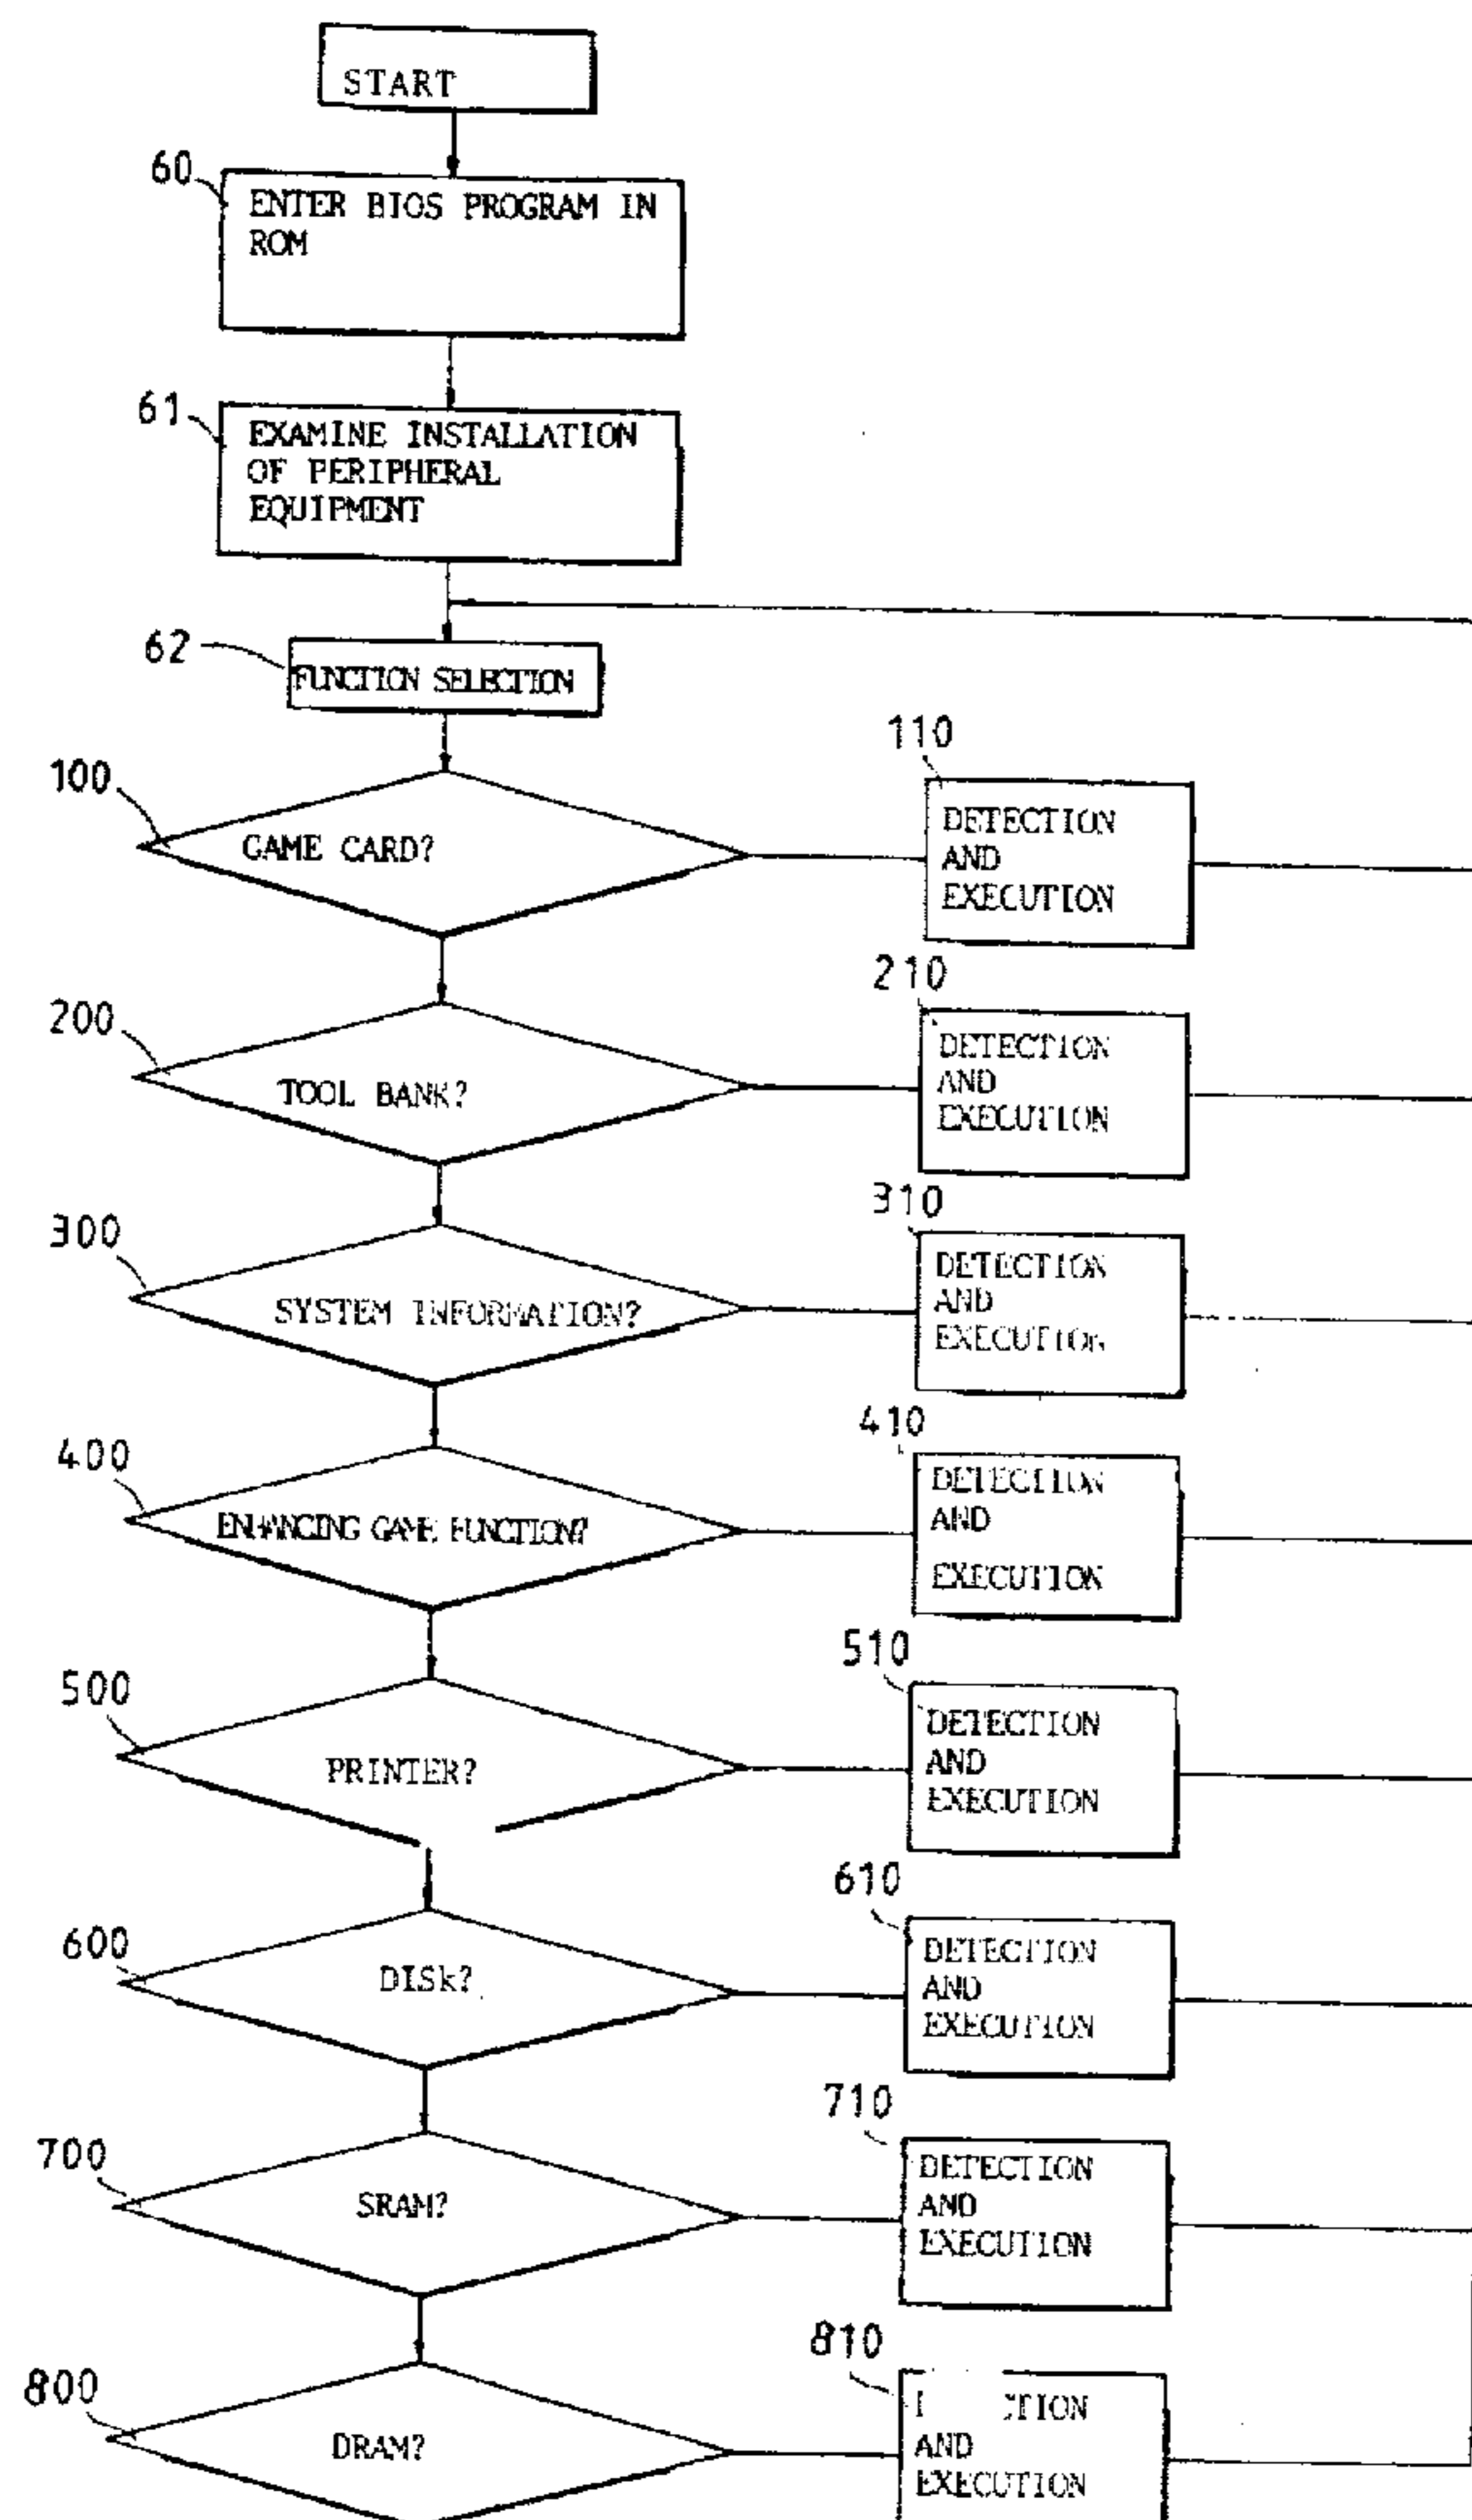 START
60
ENTER BIOS PROGRAM IN
ROM
61
EXAMINE INSTALLATION
OF PERIPHERAL
EQUIPMENT
62
FUNCTION SELECTION
100
GAME CARD?
110
DETECTION
AND
EXECUTION
200
TOOL BANK?
210
DETECTION
AND
EXECUTION
300
SYSTEM INFORMATION?
310
DETECTION
AND
EXECUTION
400
ENHANCING GAME FUNCTION?
410
DETECTION
AND
EXECUTION
500
PRINTER?
510
DETECTION
AND
EXECUTION
600
DISk?
610
DETECTION
AND
EXECUTION
700
SRAM?
710
DETECTION
AND
EXECUTION
800
DRAM?
810
AND
EXECUTION